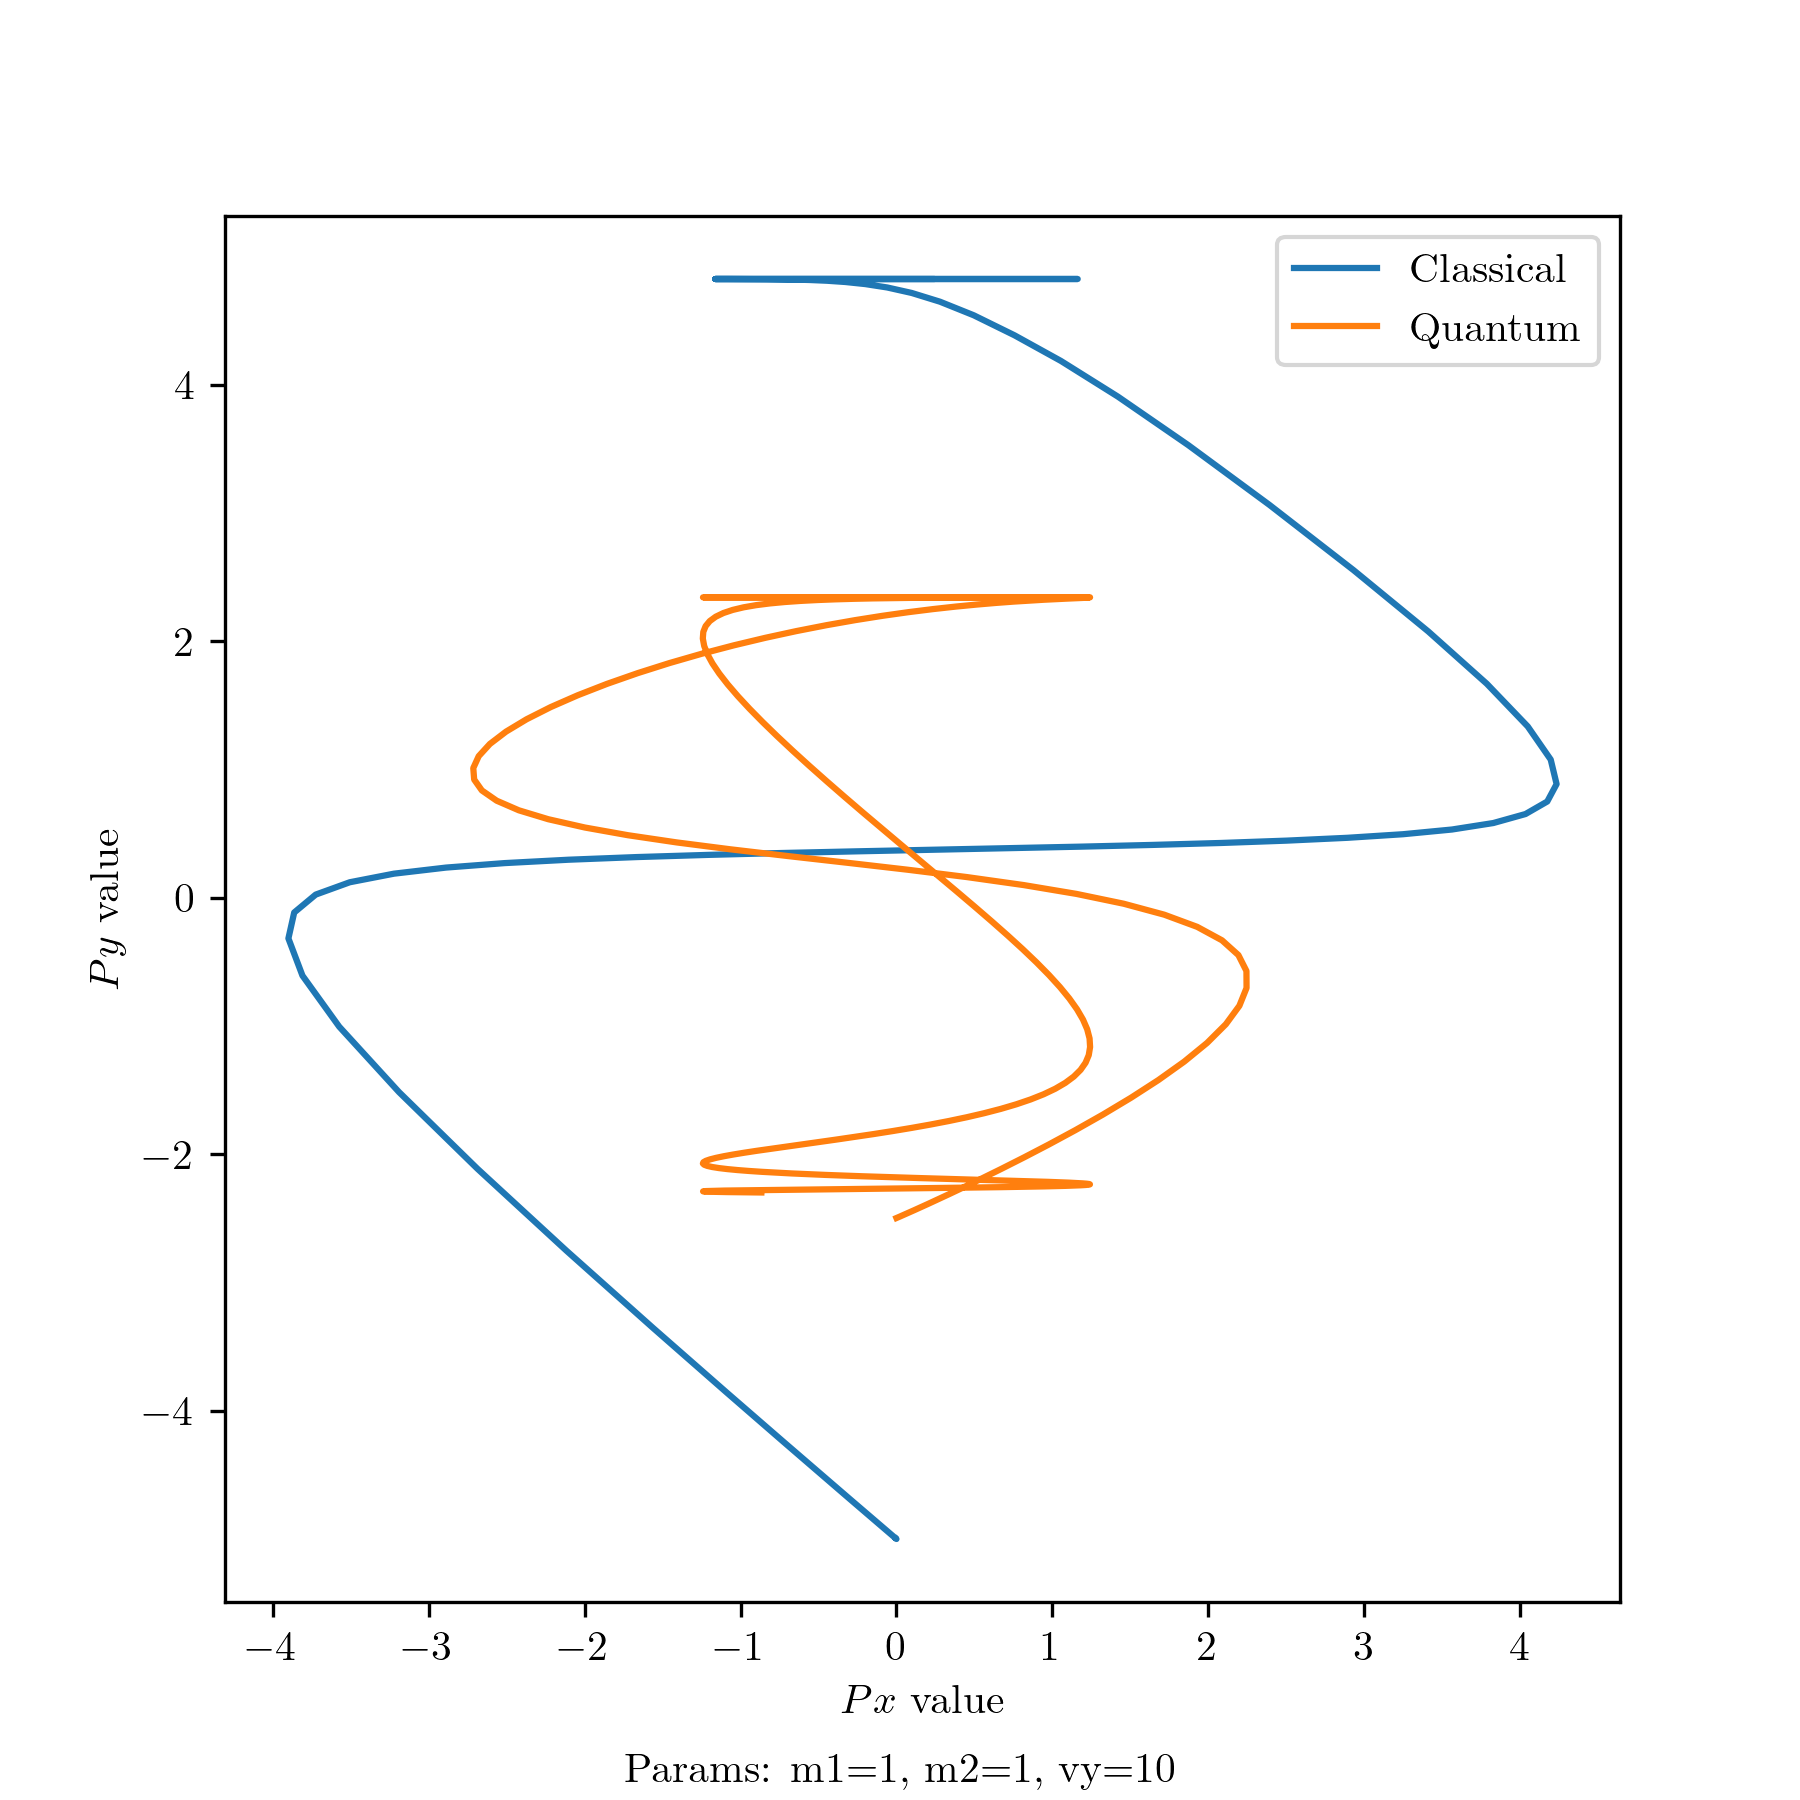 Classical
Quantum
4
2
0
−2
−4
Py value
−4 −3 −2 −1 0 1 2 3 4
Px value
Params: m1=1, m2=1, vy=10